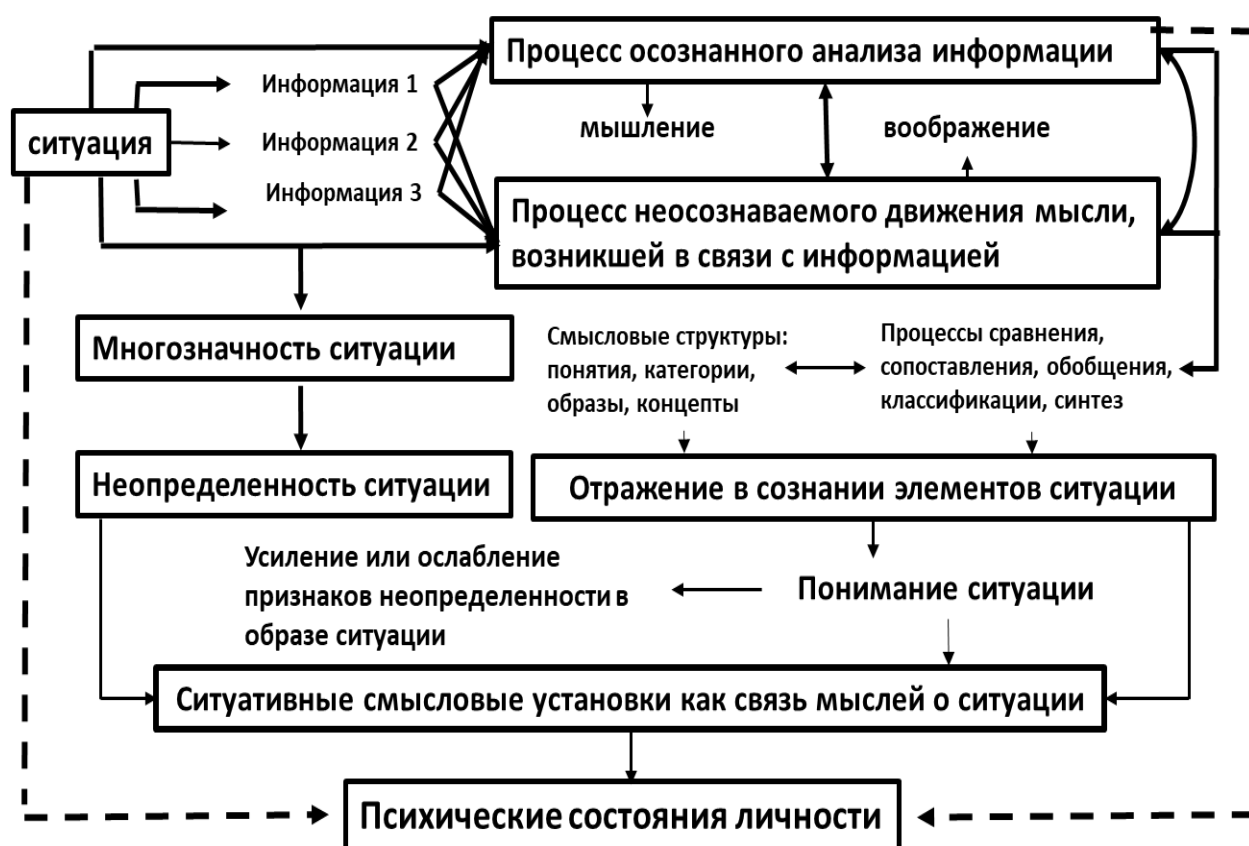 Процесс осознанного анализа информации
Информация 1
Информация 2
Информация 3
ситуация
мышление
воображение
Процесс неосознаваемого движения мысли,
возникшей в связи с информацией
Многозначность ситуации
Смысловые структуры:
понятия, категории,
образы, концепты
Процессы сравнения,
сопоставления, обобщения,
классификации, синтез
Неопределенность ситуации
Отражение в сознании элементов ситуации
Усиление или ослабление
признаков неопределенности в
образе ситуации
Понимание ситуации
Ситуативные смысловые установки как связь мыслей о ситуации
Психические состояния личности